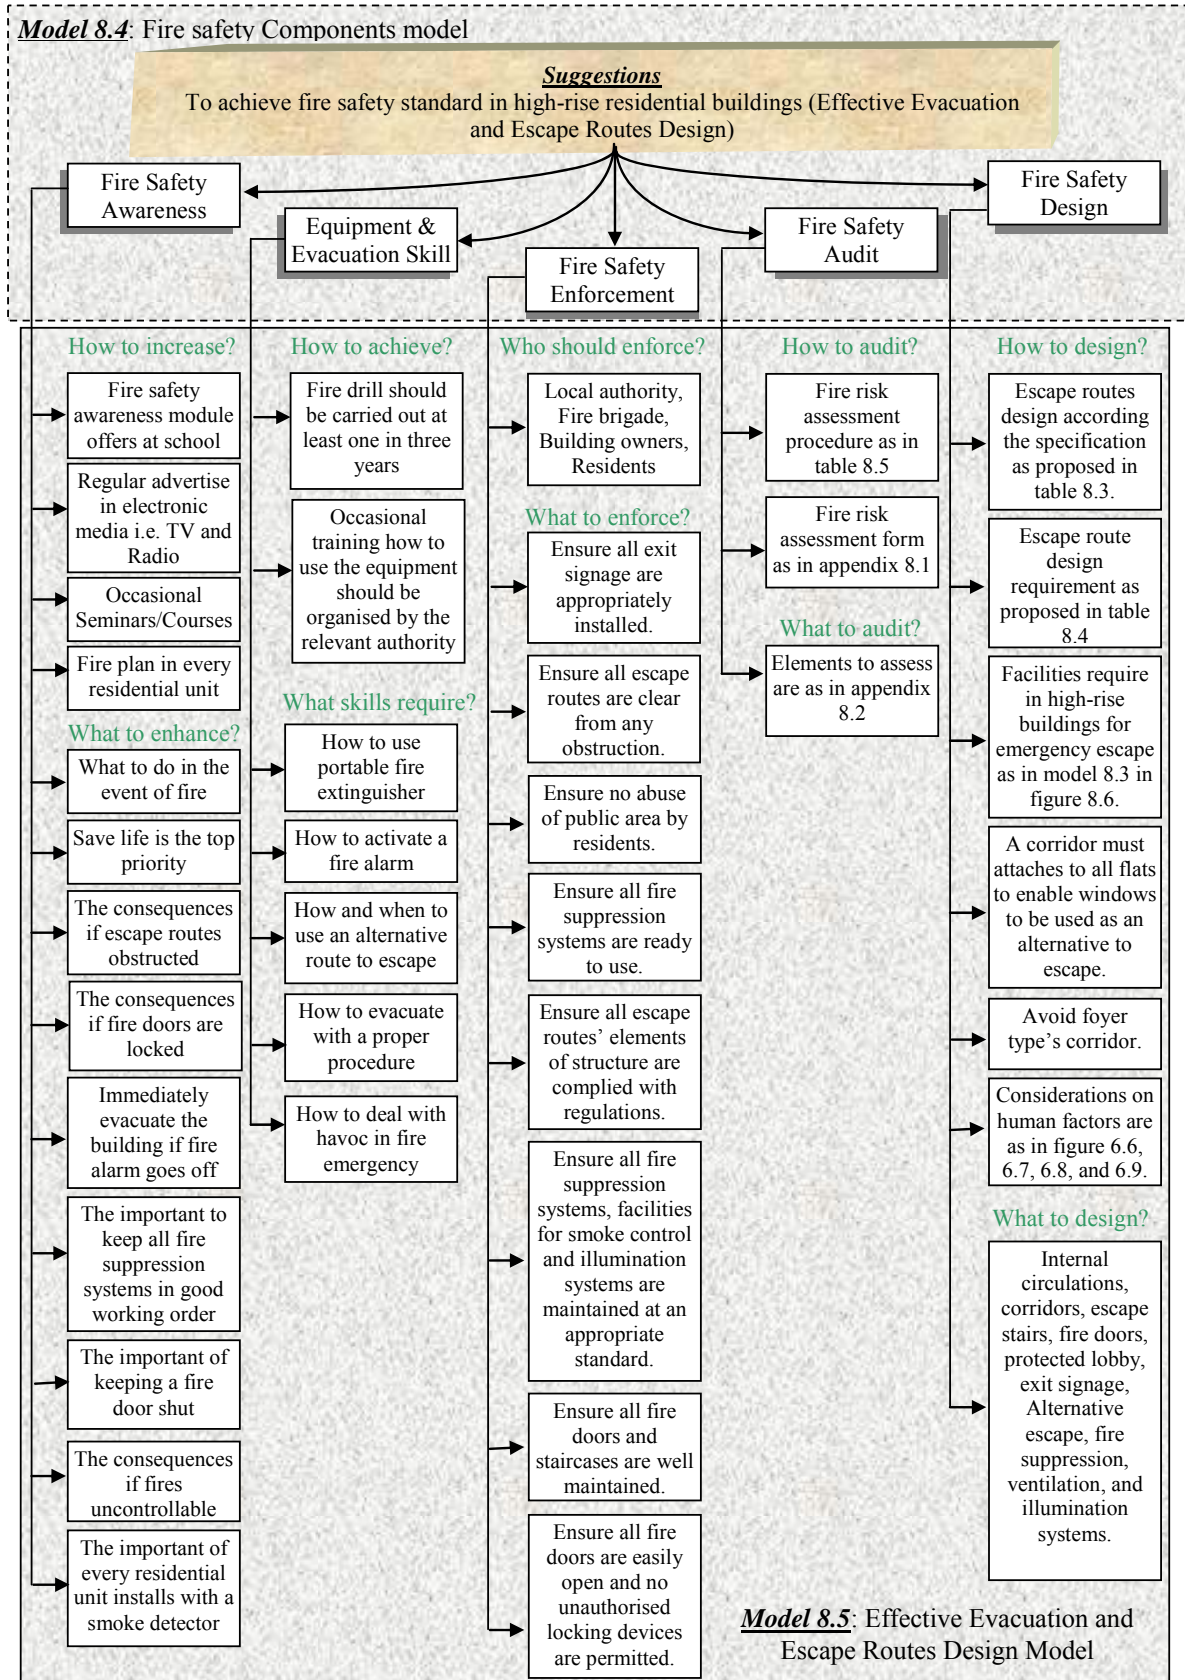 Model 8.4: Fire safety Components model
Suggestions
To achieve fire safety standard in high-rise residential buildings (Effective Evacuation
and Escape Routes Design)
Fire Safety
Awareness
Equipment &
Evacuation Skill
Fire Safety
Enforcement
Fire Safety
Audit
Fire Safety
Design
How to increase?
Fire safety
awareness module
offers at school
Regular advertise
in electronic
media i.e. TV and
Radio
Occasional
Seminars/Courses
Fire plan in every
residential unit
What to enhance?
What to do in the
event of fire
Save life is the top
priority
The consequences
if escape routes
obstructed
The consequences
if fire doors are
locked
Immediately
evacuate the
building if fire
alarm goes off
The important to
keep all fire
suppression
systems in good
working order
The important of
keeping a fire
door shut
The consequences
if fires
uncontrollable
The important of
every residential
unit installs with a
smoke detector
How to achieve?
Fire drill should
be carried out at
least one in three
years
Occasional
training how to
use the equipment
should be
organised by the
relevant authority
What skills require?
How to use
portable fire
extinguisher
How to activate a
fire alarm
How and when to
use an alternative
route to escape
How to evacuate
with a proper
procedure
How to deal with
havoc in fire
emergency
Who should enforce?
Local authority,
Fire brigade,
Building owners,
Residents
What to enforce?
Ensure all exit
signage are
appropriately
installed.
Ensure all escape
routes are clear
from any
obstruction.
Ensure no abuse
of public area by
residents.
Ensure all fire
suppression
systems are ready
to use.
Ensure all escape
routes’ elements
of structure are
complied with
regulations.
Ensure all fire
suppression
systems, facilities
for smoke control
and illumination
systems are
maintained at an
appropriate
standard.
Ensure all fire
doors and
staircases are well
maintained.
Ensure all fire
doors are easily
open and no
unauthorised
locking devices
are permitted.
How to audit?
Fire risk
assessment
procedure as in
table 8.5
Fire risk
assessment form
as in appendix 8.1
What to audit?
Elements to assess
are as in appendix
8.2
How to design?
Escape routes
design according
the specification
as proposed in
table 8.3.
Escape route
design
requirement as
proposed in table
8.4
Facilities require
in high-rise
buildings for
emergency escape
as in model 8.3 in
figure 8.6.
A corridor must
attaches to all flats
to enable windows
to be used as an
alternative to
escape.
Avoid foyer
type’s corridor.
Considerations on
human factors are
as in figure 6.6,
6.7, 6.8, and 6.9.
What to design?
Internal
circulations,
corridors, escape
stairs, fire doors,
protected lobby,
exit signage,
Alternative
escape, fire
suppression,
ventilation, and
illumination
systems.
Model 8.5: Effective Evacuation and
Escape Routes Design Model